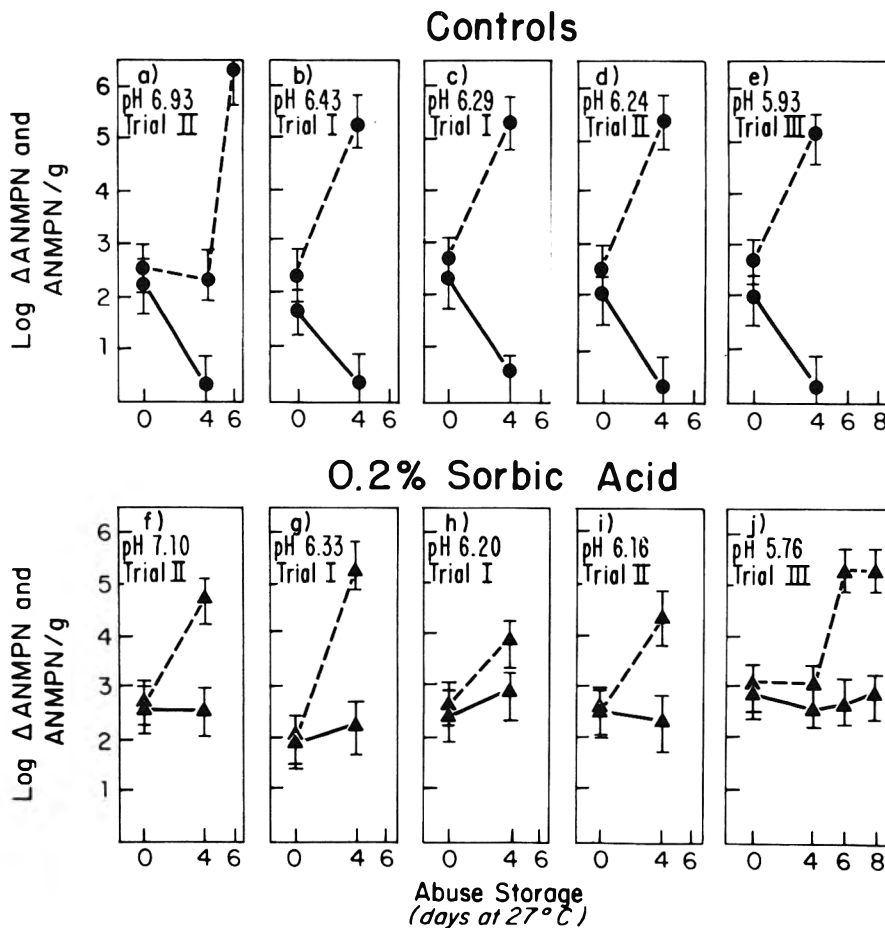 Controls
Log ΔANMPN and
ANMPN/g
6
5
4
3
2
1
a)
pH 6.93
Trial II
b)
pH 6.43
Trial I
c)
pH 6.29
Trial I
d)
pH 6.24
Trial II
e)
pH 5.93
Trial III
0 4 6
0 4 6
0 4 6
0 4 6
0 4 6 8
0.2% Sorbic Acid
Log ΔANMPN and
ANMPN/g
6
5
4
3
2
1
f)
pH 7.10
Trial II
g)
pH 6.33
Trial I
h)
pH 6.20
Trial I
i)
pH 6.16
Trial II
j)
pH 5.76
Trial III
0 4 6
0 4 6
0 4 6
0 4 6
0 4 6 8
Abuse Storage
(days at 27°C)